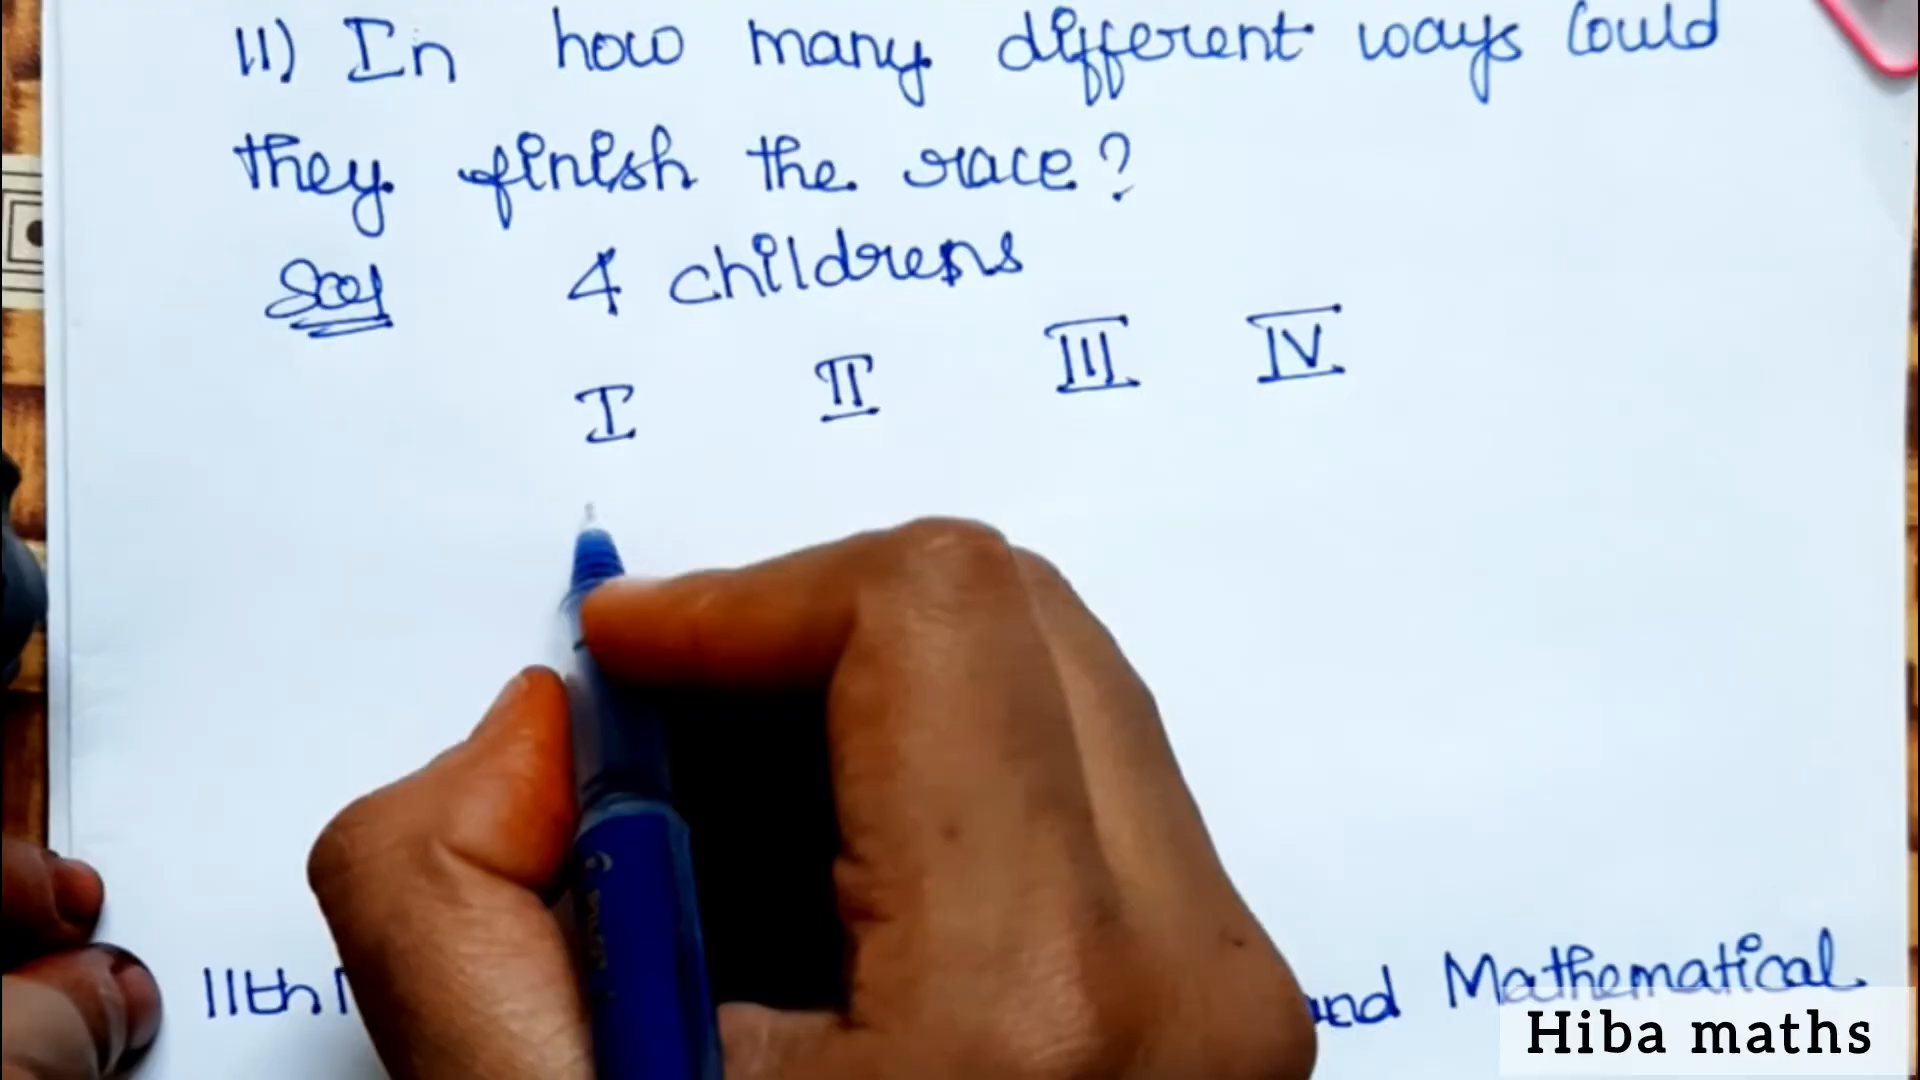 11) In how many different ways could
they finish the race?
Sol
4 childrens
I II III IV
11th
and Mathematical
Hiba maths